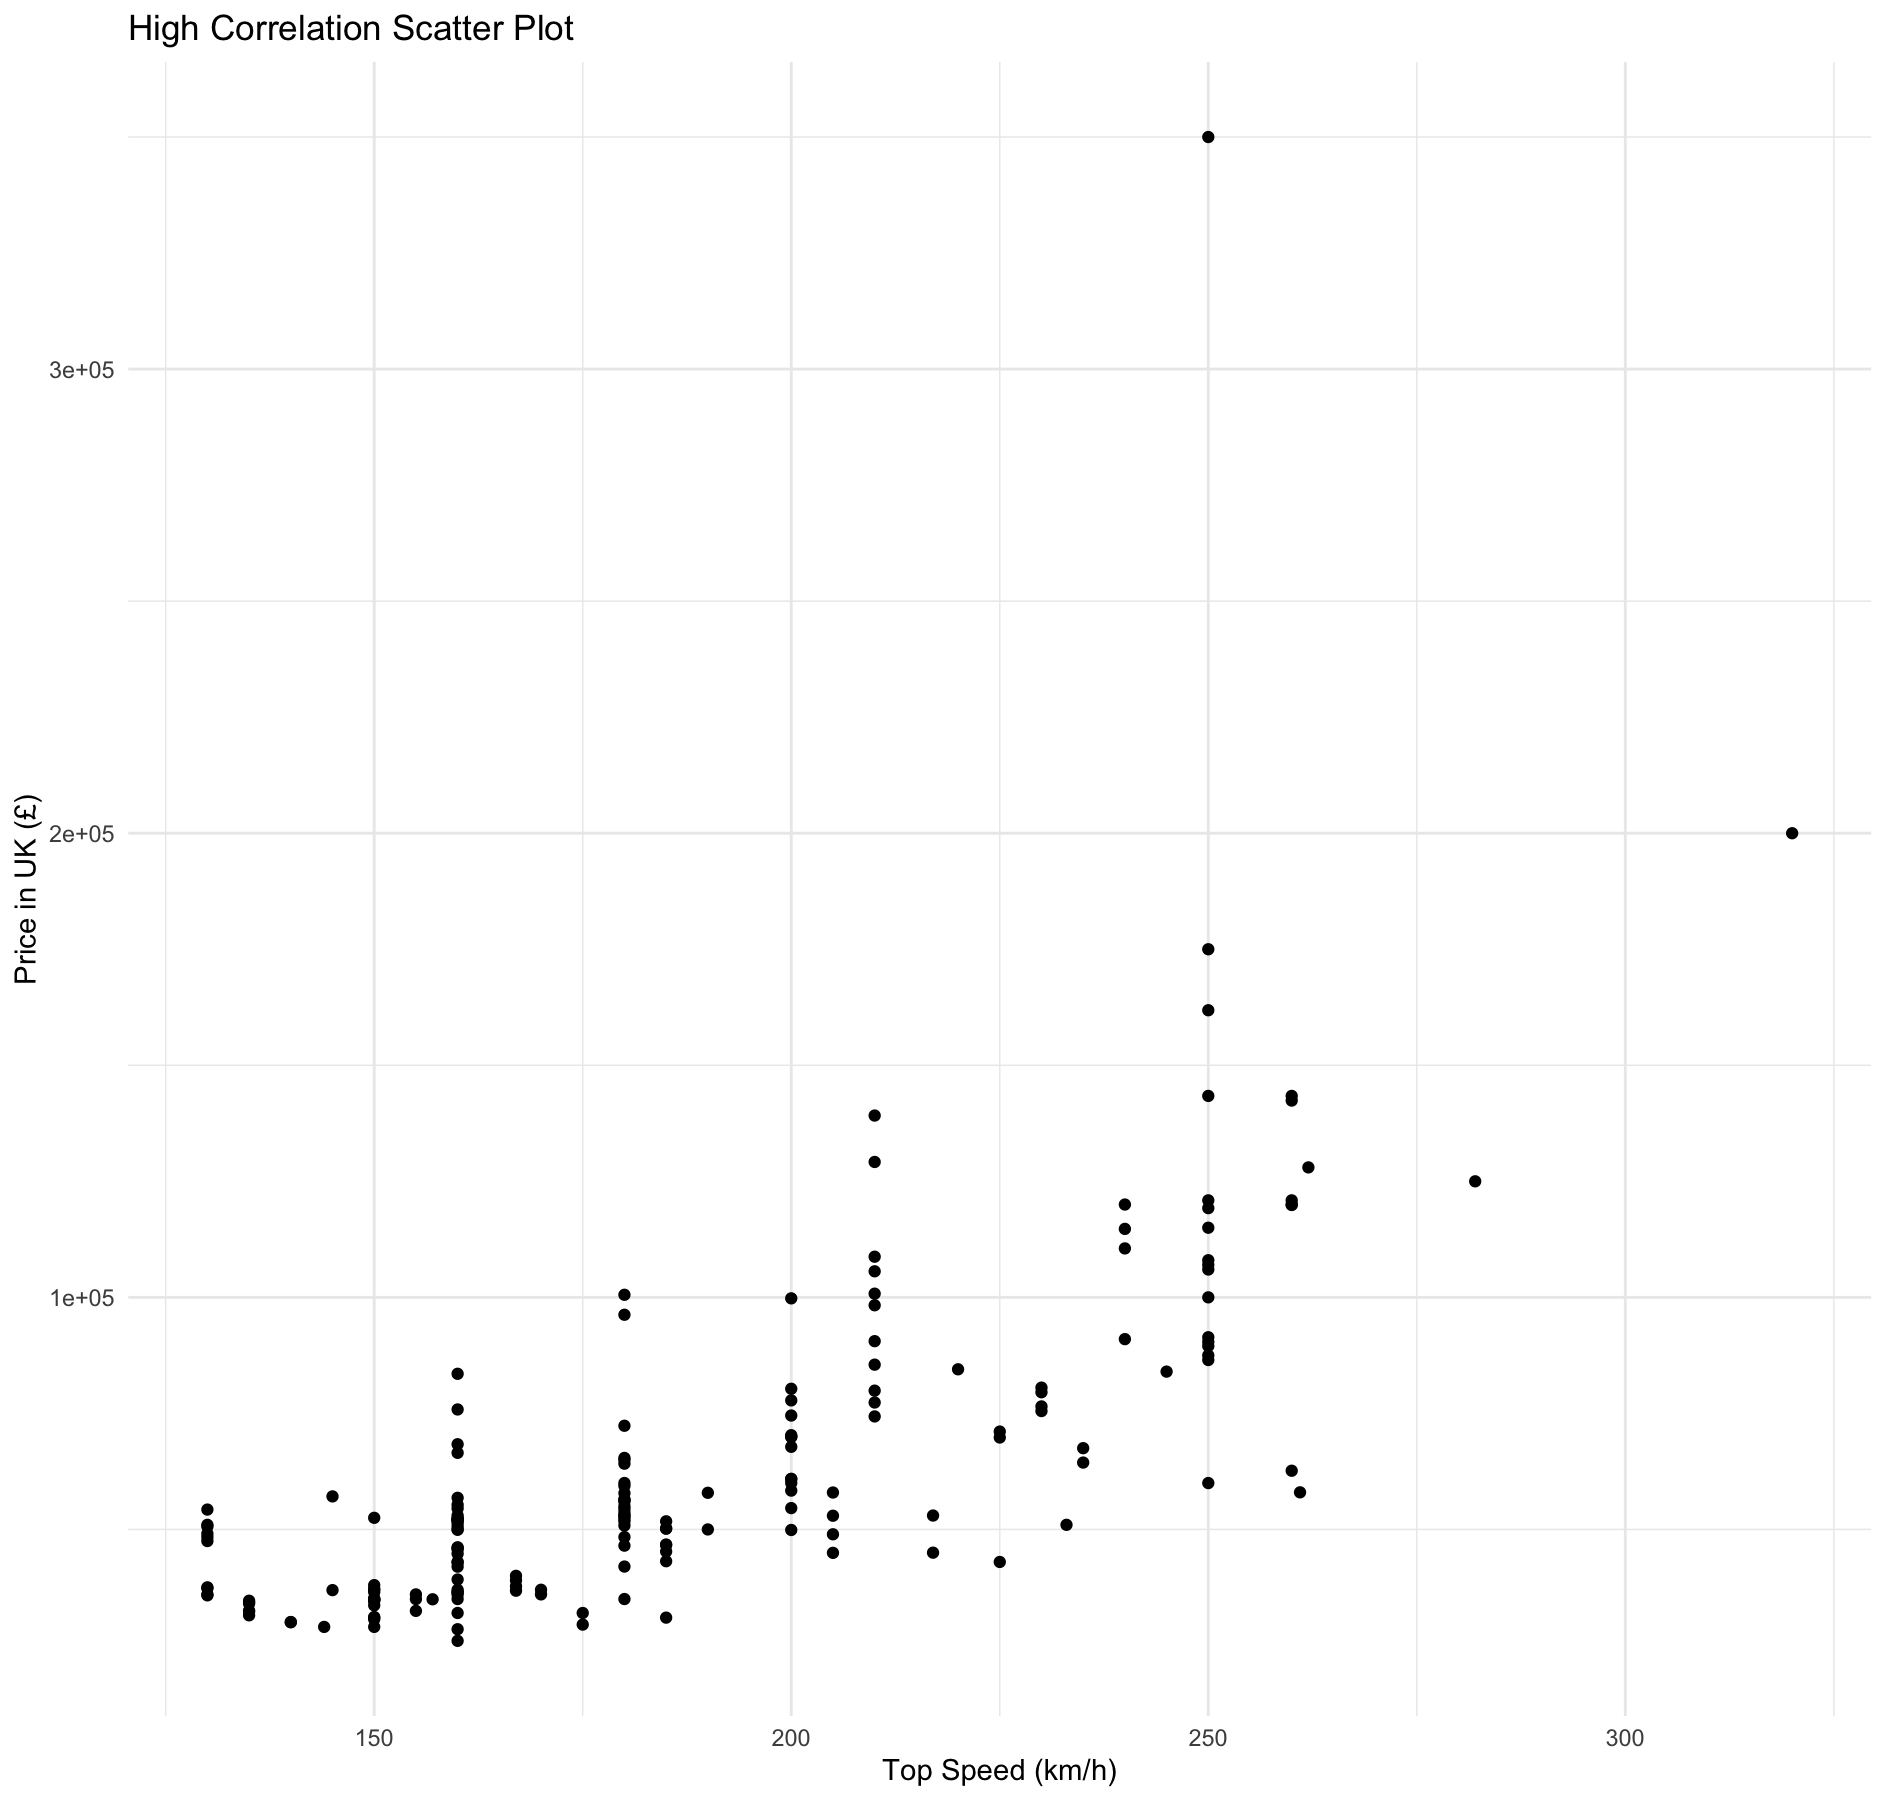 High Correlation Scatter Plot
Price in UK (£)
3e+05
2e+05
1e+05
150
200
250
300
Top Speed (km/h)